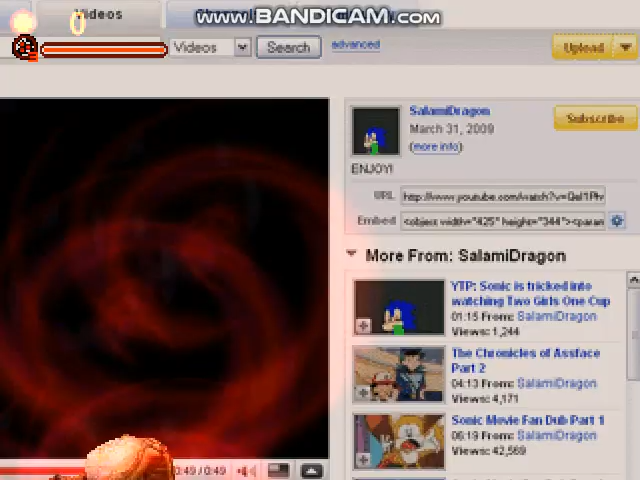 Videos
www.BANDICAM.com
0
Videos
Search
advanced
Upload
SalamiDragon
March 31, 2009
(more info)
Subscribe
ENJOY!
URL
http://www.youtube.com/watch?v=
Embed
<object width="425" height="344"><param
More From: SalamiDragon
YTP: Sonic is tricked into
watching Two Girls One Cup
01:15 From: SalamiDragon
Views: 1,244
The Chronicles of Assface
Part 2
04:13 From: SalamiDragon
Views: 4,171
Sonic Movie Fan Dub Part 1
06:19 From: SalamiDragon
Views: 42,569
0:49 / 0:49